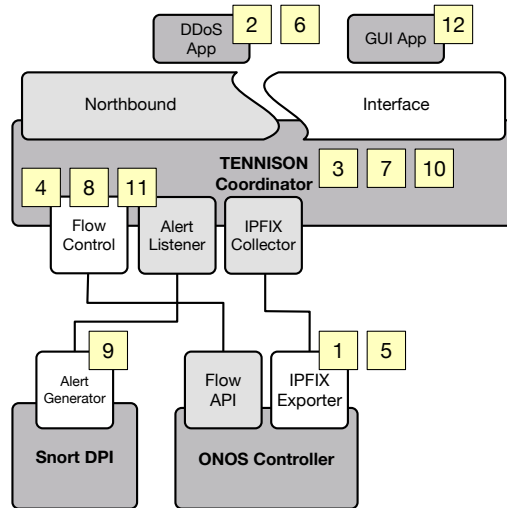 DDoS
App
2
6
GUI App
12
Northbound
Interface
TENNISON
Coordinator
3
7
10
4
8
11
Flow
Control
Alert
Listener
IPFIX
Collector
9
1
5
Alert
Generator
Flow
API
IPFIX
Exporter
Snort DPI
ONOS Controller